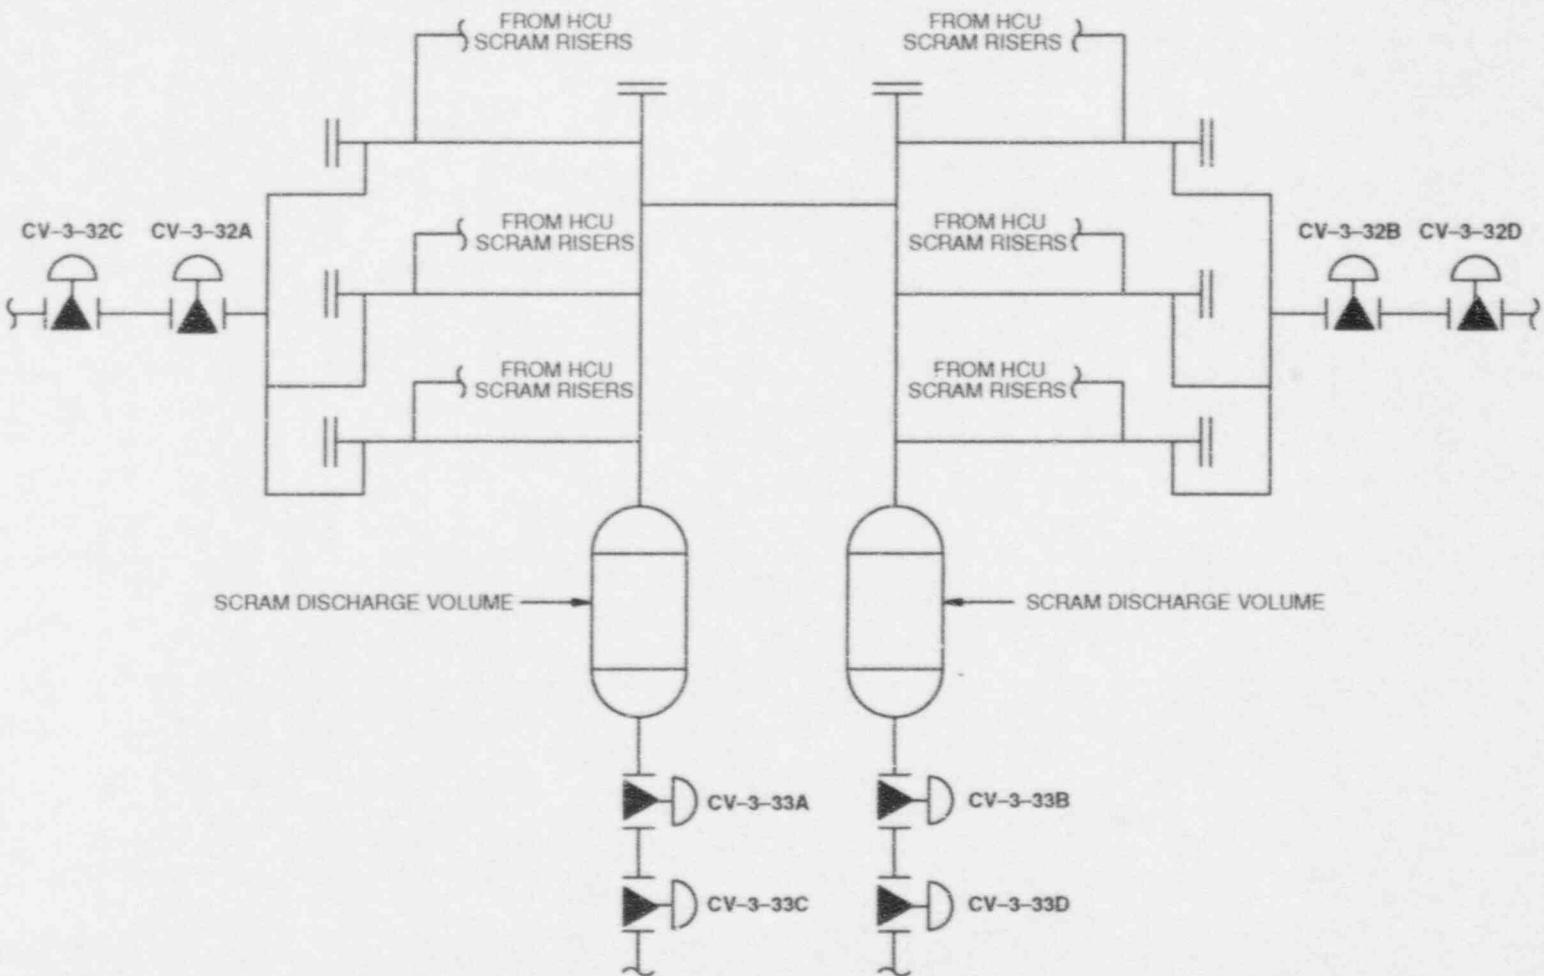 FROM HCU
SCRAM RISERS
FROM HCU
SCRAM RISERS
CV-3-32C
CV-3-32A
FROM HCU
SCRAM RISERS
FROM HCU
SCRAM RISERS
CV-3-32B
CV-3-32D
FROM HCU
SCRAM RISERS
FROM HCU
SCRAM RISERS
SCRAM DISCHARGE VOLUME
SCRAM DISCHARGE VOLUME
CV-3-33A
CV-3-33B
CV-3-33C
CV-3-33D